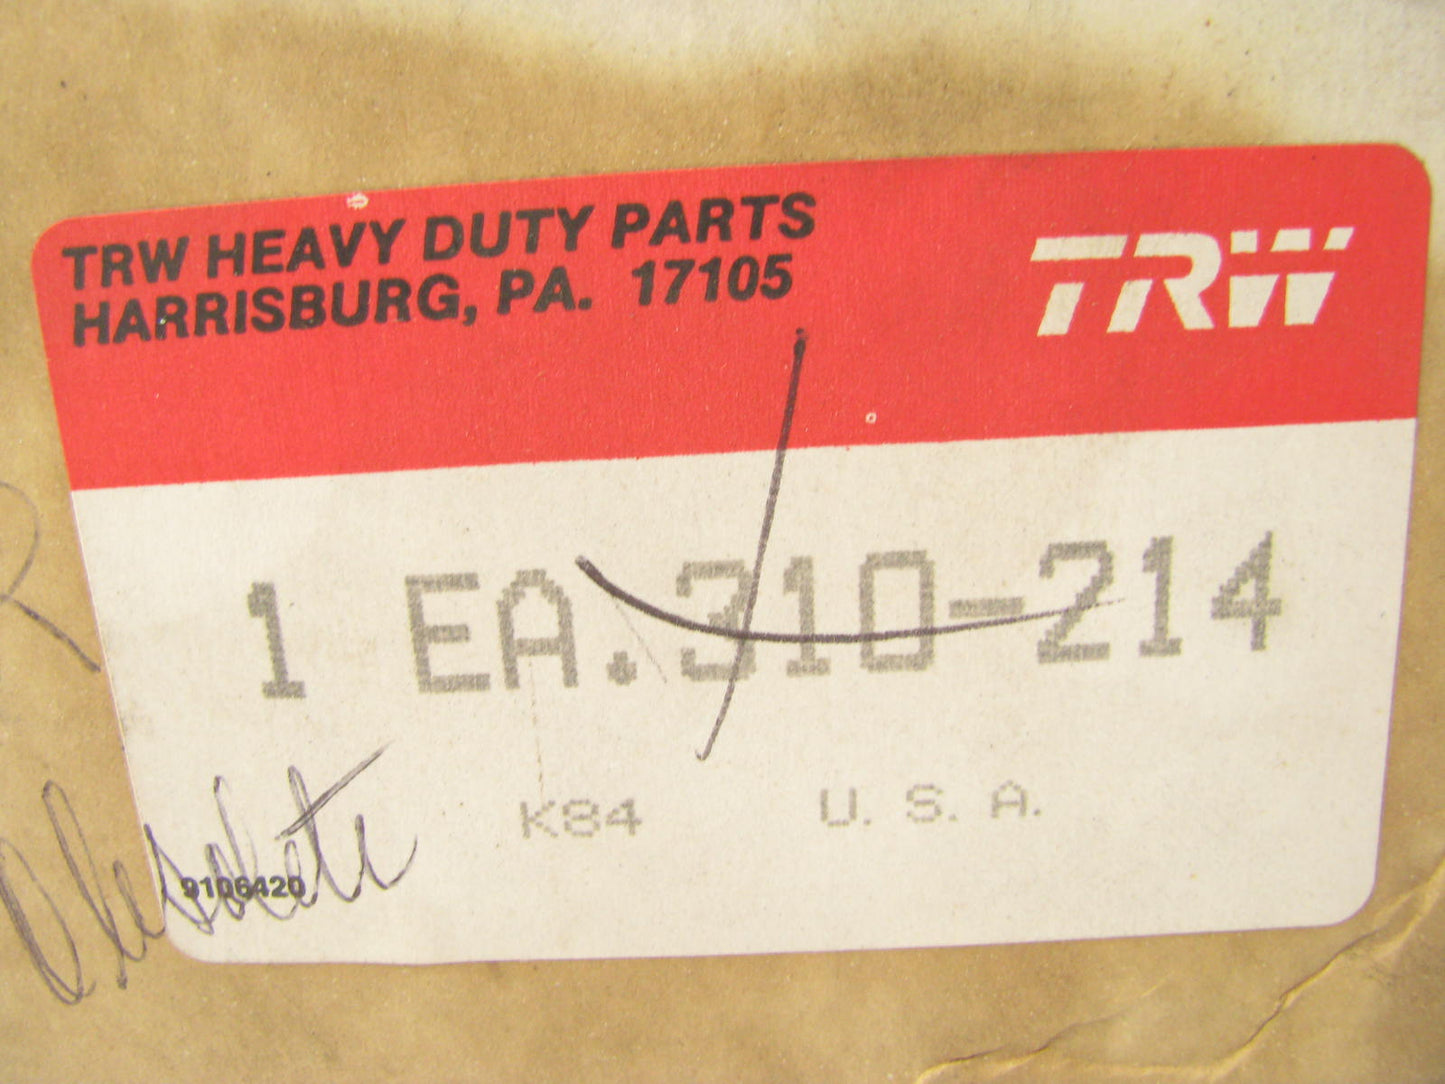 TRW HEAVY DUTY PARTS
HARRISBURG, PA. 17105
TRW
1 EA. 310-214
K84 U. S. A.
9106420
Obsolete